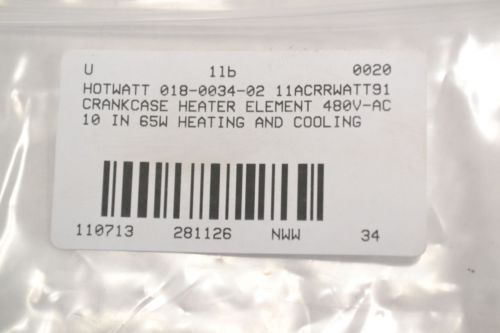 U 1lb 0020
HOTWATT 018-0034-02 11ACRRWATT91
CRANKCASE HEATER ELEMENT 480V-AC
10 IN 65W HEATING AND COOLING
110713 281126 NWW 34